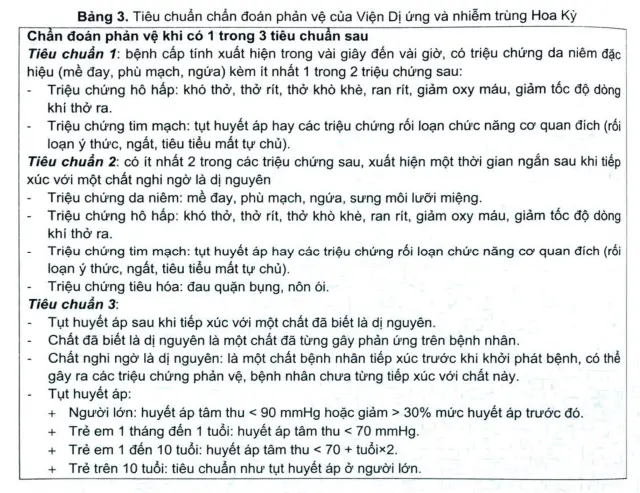 Bảng 3. Tiêu chuẩn chẩn đoán phản vệ của Viện Dị ứng và nhiễm trùng Hoa Kỳ
Chẩn đoán phản vệ khi có 1 trong 3 tiêu chuẩn sau
Tiêu chuẩn 1: bệnh cấp tính xuất hiện trong vài giây đến vài giờ, có triệu chứng da niêm đặc
hiệu (mề đay, phù mạch, ngứa) kèm ít nhất 1 trong 2 triệu chứng sau:
- Triệu chứng hô hấp: khó thở, thở rít, thở khò khè, ran rít, giảm oxy máu, giảm tốc độ dòng
khí thở ra.
- Triệu chứng tim mạch: tụt huyết áp hay các triệu chứng rối loạn chức năng cơ quan đích (rối
loạn ý thức, ngất, tiêu tiểu mất tự chủ).
Tiêu chuẩn 2: có ít nhất 2 trong các triệu chứng sau, xuất hiện một thời gian ngắn sau khi tiếp
xúc với một chất nghi ngờ là dị nguyên
- Triệu chứng da niêm: mề đay, phù mạch, ngứa, sưng môi lưỡi miệng.
- Triệu chứng hô hấp: khó thở, thở rít, thở khò khè, ran rít, giảm oxy máu, giảm tốc độ dòng
khí thở ra.
- Triệu chứng tim mạch: tụt huyết áp hay các triệu chứng rối loạn chức năng cơ quan đích (rối
loạn ý thức, ngất, tiêu tiểu mất tự chủ).
- Triệu chứng tiêu hóa: đau quặn bụng, nôn ói.
Tiêu chuẩn 3:
- Tụt huyết áp sau khi tiếp xúc với một chất đã biết là dị nguyên.
- Chất đã biết là dị nguyên là một chất đã từng gây phản ứng trên bệnh nhân.
- Chất nghi ngờ là dị nguyên: là một chất bệnh nhân tiếp xúc trước khi khởi phát bệnh, có thể
gây ra các triệu chứng phản vệ, bệnh nhân chưa từng tiếp xúc với chất này.
- Tụt huyết áp:
+ Người lớn: huyết áp tâm thu < 90 mmHg hoặc giảm > 30% mức huyết áp trước đó.
+ Trẻ em 1 tháng đến 1 tuổi: huyết áp tâm thu < 70 mmHg.
+ Trẻ em 1 đến 10 tuổi: huyết áp tâm thu < 70 + tuổi×2.
+ Trẻ trên 10 tuổi: tiêu chuẩn như tụt huyết áp ở người lớn.